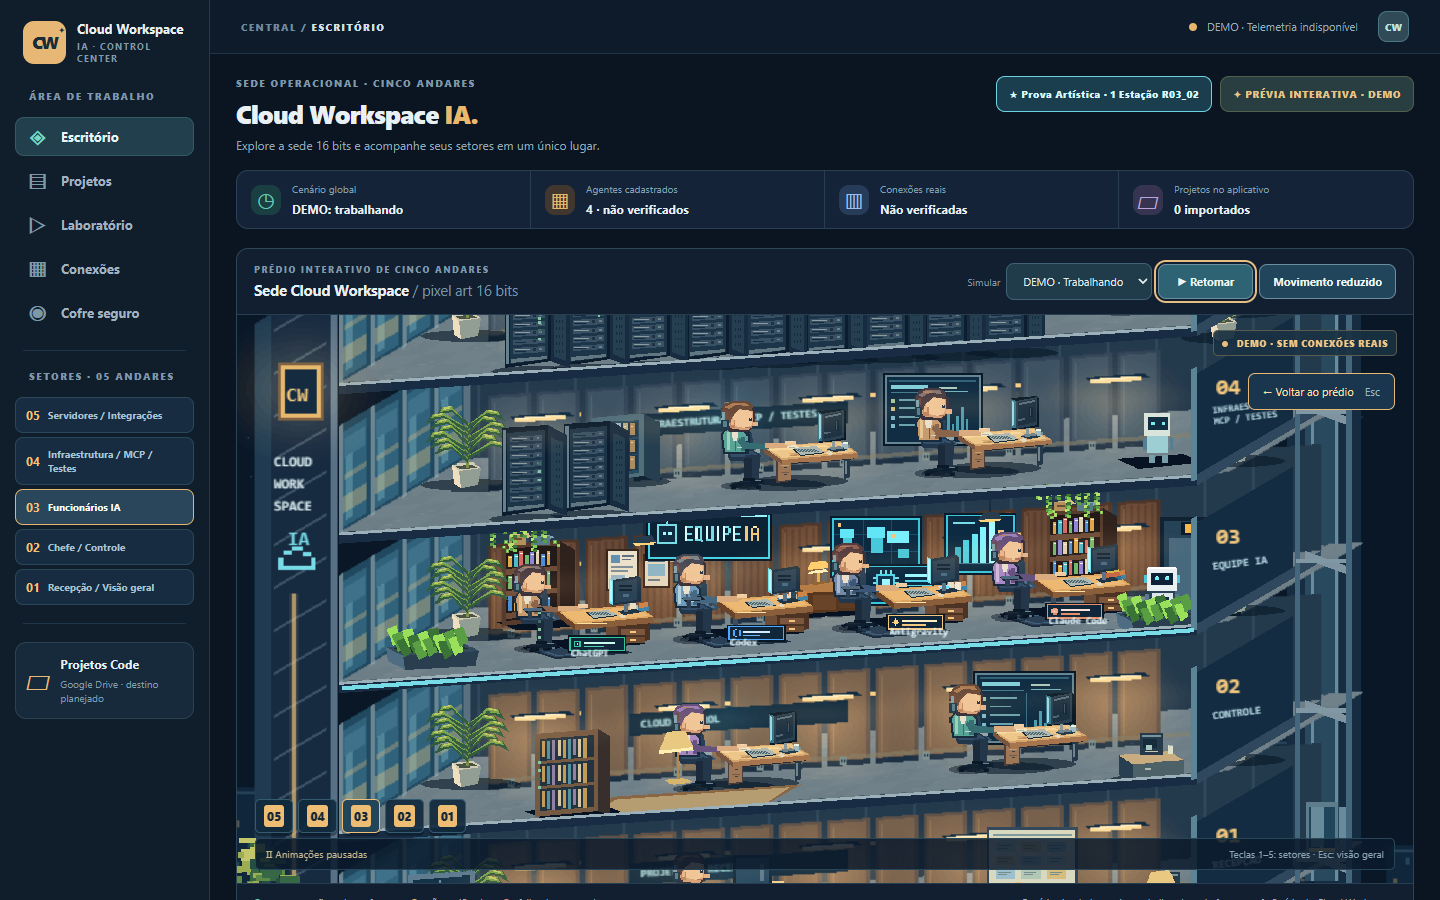 CW
Cloud Workspace
IA · CONTROL
CENTER
ÁREA DE TRABALHO
Escritório
Projetos
Laboratório
Conexões
Cofre seguro
SETORES · 05 ANDARES
05 Servidores / Integrações
04 Infraestrutura / MCP /
Testes
03 Funcionários IA
02 Chefe / Controle
01 Recepção / Visão geral
Projetos Code
Google Drive · destino
planejado
CENTRAL / ESCRITÓRIO
DEMO · Telemetria indisponível
CW
SEDE OPERACIONAL · CINCO ANDARES
Cloud Workspace IA.
Explore a sede 16 bits e acompanhe seus setores em um único lugar.
★ Prova Artística · 1 Estação R03_02
✦ PRÉVIA INTERATIVA · DEMO
Cenário global
DEMO: trabalhando
Agentes cadastrados
4 · não verificados
Conexões reais
Não verificadas
Projetos no aplicativo
0 importados
PRÉDIO INTERATIVO DE CINCO ANDARES
Sede Cloud Workspace / pixel art 16 bits
Simular
DEMO · Trabalhando
▶ Retomar
Movimento reduzido
DEMO · SEM CONEXÕES REAIS
← Voltar ao prédio Esc
CW
CLOUD
WORK
SPACE
IA
P / TESTES
04
MCP / TESTES
EQUIPE IA
03
EQUIPE IA
ChatGPT
Codex
Antigravity
Claude Code
CLOUD
02
CONTROLE
01
05 04 03 02 01
Animações pausadas
Teclas 1–5: setores · Esc: visão geral